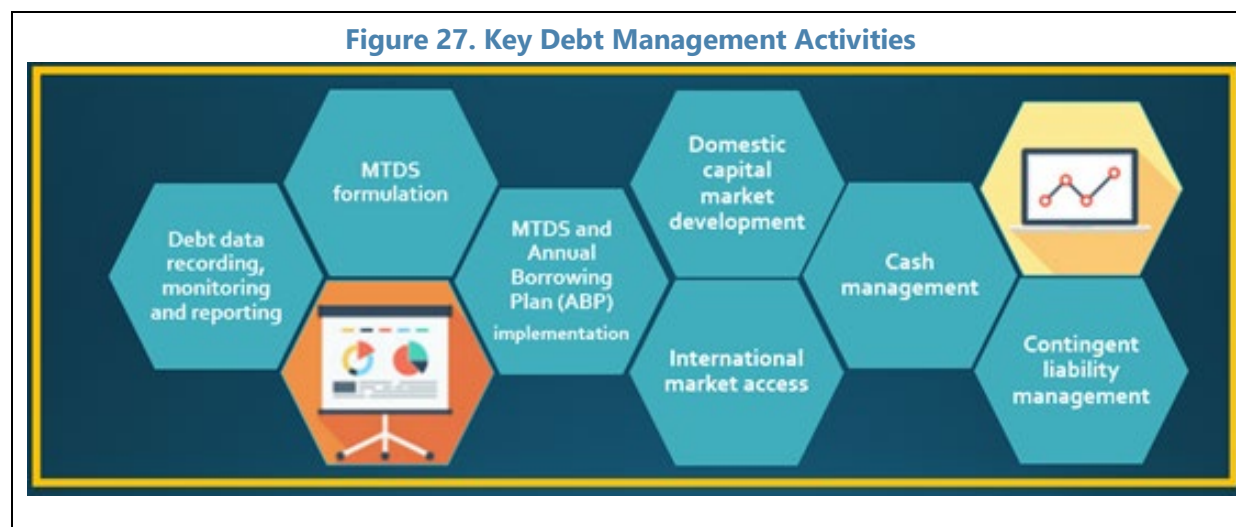 Figure 27. Key Debt Management Activities
Debt data
recording,
monitoring
and reporting
MTDS
formulation
MTDS and
Annual
Borrowing
Plan (ABP)
implementation
Domestic
capital
market
development
International
market access
Cash
management
Contingent
liability
management